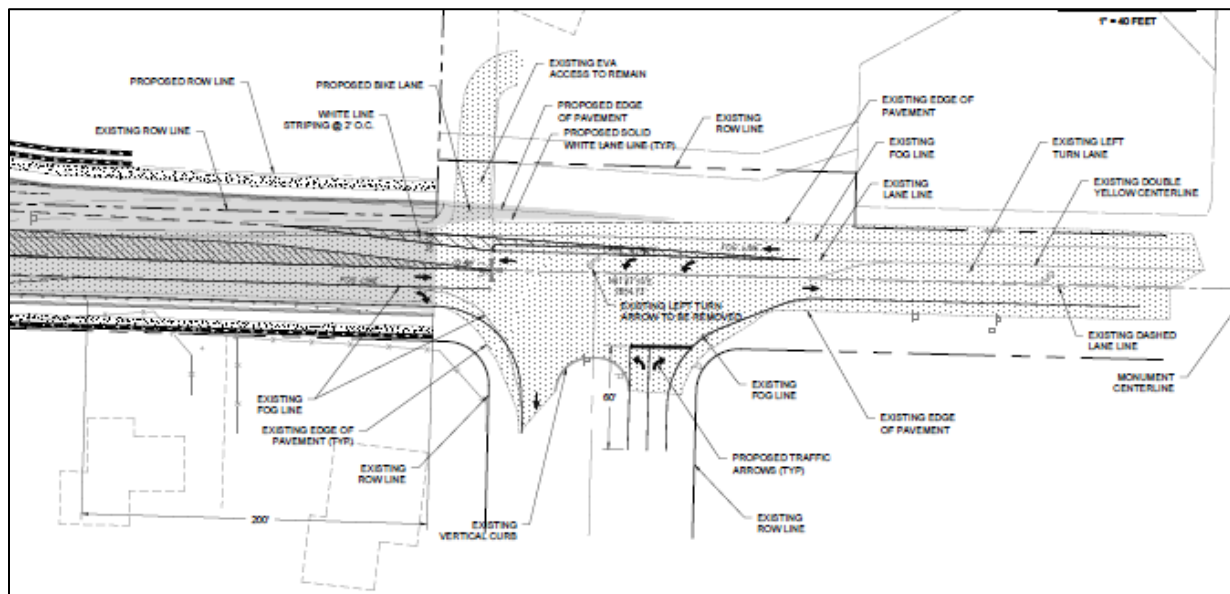 1" = 40 FEET
PROPOSED ROW LINE
EXISTING ROW LINE
PROPOSED BIKE LANE
WHITE LINE
STRIPING @ 2' O.C.
EXISTING EVA
ACCESS TO REMAIN
PROPOSED EDGE
OF PAVEMENT
PROPOSED SOLID
WHITE LANE LINE (TYP)
EXISTING
ROW LINE
EXISTING EDGE OF
PAVEMENT
EXISTING
FOG LINE
EXISTING
LANE LINE
EXISTING LEFT
TURN LANE
EXISTING DOUBLE
YELLOW CENTERLINE
FOG LINE
FOG LINE
EXISTING LEFT TURN
ARROW TO BE REMOVED
EXISTING DASHED
LANE LINE
MONUMENT
CENTERLINE
EXISTING
FOG LINE
EXISTING EDGE OF
PAVEMENT (TYP)
EXISTING
ROW LINE
60'
EXISTING
FOG LINE
EXISTING EDGE
OF PAVEMENT
PROPOSED TRAFFIC
ARROWS (TYP)
200'
EXISTING
VERTICAL CURB
EXISTING
ROW LINE